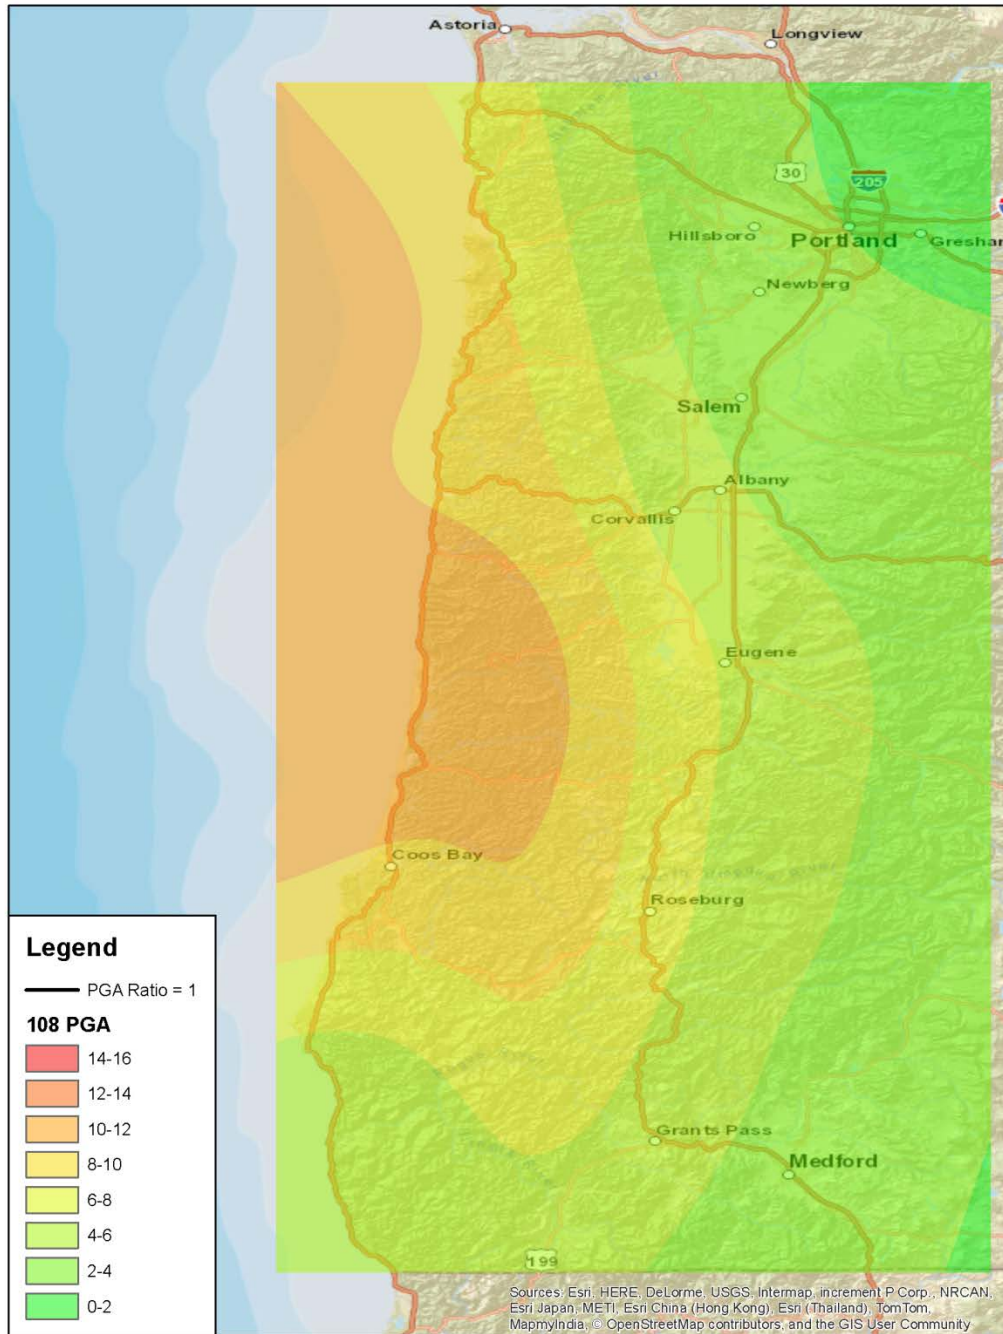 Astoria
Longview
30
205
Hillsboro
Portland
Gresham
Newberg
Salem
Albany
Corvallis
Eugene
Coos Bay
Roseburg
Grants Pass
Medford
199
Legend
PGA Ratio = 1
108 PGA
14-16
12-14
10-12
8-10
6-8
4-6
2-4
0-2
Sources: Esri, HERE, DeLorme, USGS, Intermap, increment P Corp., NRCAN,
Esri Japan, METI, Esri China (Hong Kong), Esri (Thailand), TomTom,
MapmyIndia, © OpenStreetMap contributors, and the GIS User Community